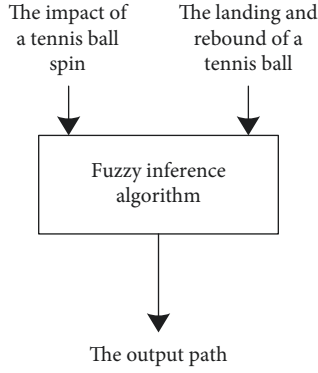 The impact of
a tennis ball
spin
The landing and
rebound of a
tennis ball
Fuzzy inference
algorithm
The output path